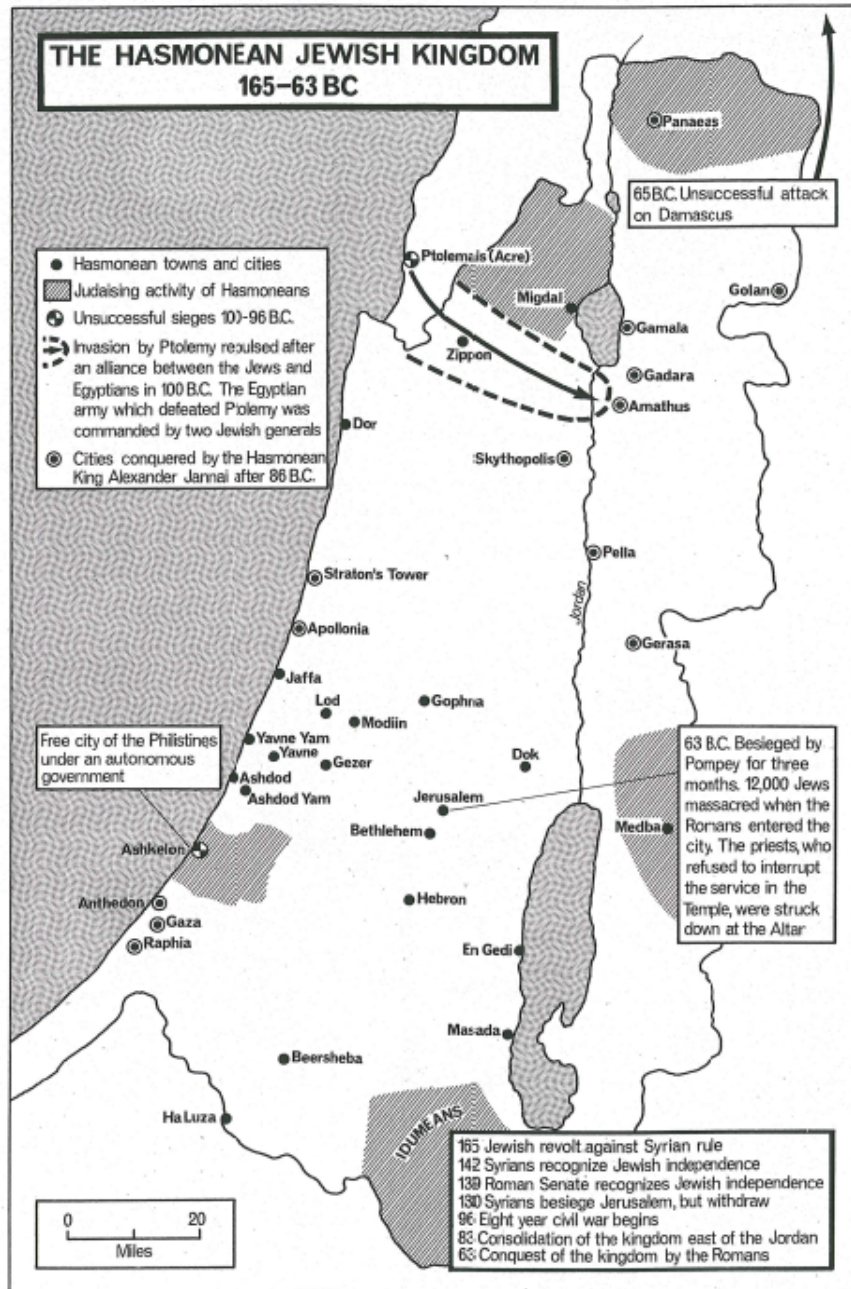 THE HASMONEAN JEWISH KINGDOM
165–63 BC
Panaeas
65 B.C. Unsuccessful attack
on Damascus
Hasmonean towns and cities
Judaising activity of Hasmoneans
Unsuccessful sieges 100-96 B.C.
Invasion by Ptolemy repulsed after
an alliance between the Jews and
Egyptians in 100 B.C. The Egyptian
army which defeated Ptolemy was
commanded by two Jewish generals
Cities conquered by the Hasmonean
King Alexander Jannai after 86 B.C.
Ptolemais (Acre)
Migdal
Golan
Gamala
Zippon
Gadara
Amathus
Dor
Skythopolis
Pella
Straton's Tower
Jordan
Apollonia
Gerasa
Jaffa
Lod
Gophna
Modiin
Free city of the Philistines
under an autonomous
government
Yavne Yam
Yavne
Gezer
Dok
Ashdod
Ashdod Yam
Jerusalem
Bethlehem
63 B.C. Besieged by
Pompey for three
months. 12,000 Jews
massacred when the
Romans entered the
city. The priests, who
refused to interrupt
the service in the
Temple, were struck
down at the Altar
Medba
Ashkelon
Anthedon
Hebron
Gaza
Raphia
En Gedi
Masada
Beersheba
Ha Luza
IDUMEANS
165 Jewish revolt against Syrian rule
142 Syrians recognize Jewish independence
139 Roman Senate recognizes Jewish independence
130 Syrians besiege Jerusalem, but withdraw
96 Eight year civil war begins
83 Consolidation of the kingdom east of the Jordan
63 Conquest of the kingdom by the Romans
0 20
Miles